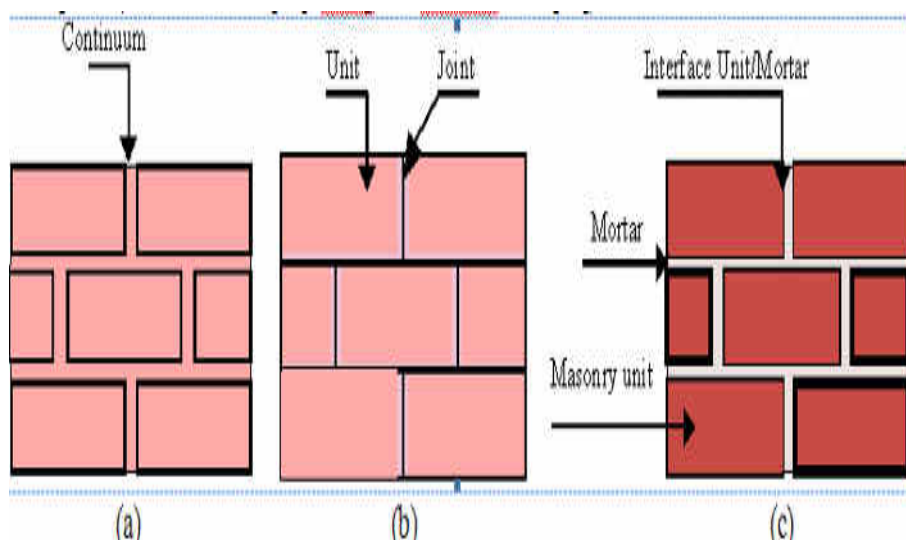 Continuum
Unit
Joint
Interface Unit/Mortar
Mortar
Masonry unit
(a)
(b)
(c)